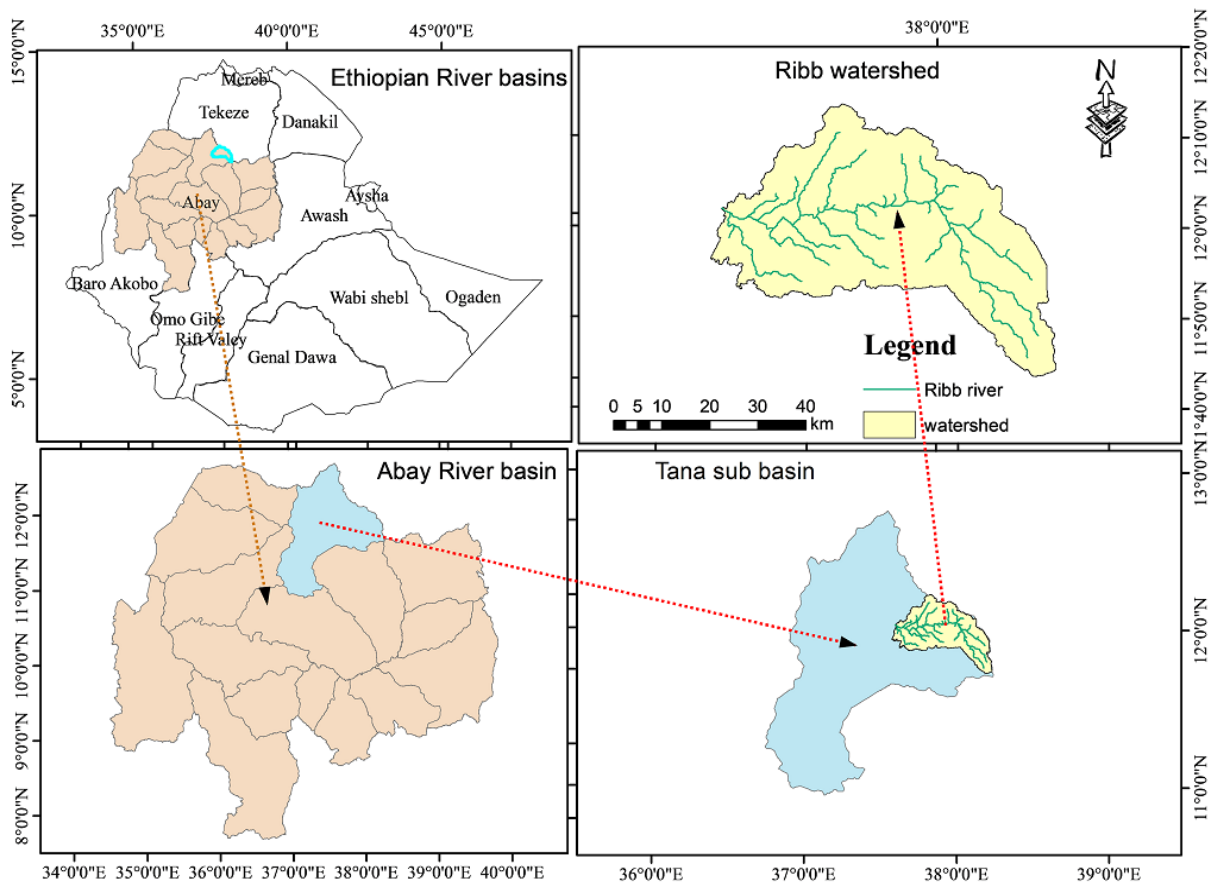 35°0'0"E 40°0'0"E 45°0'0"E
15°0'0"N
10°0'0"N
5°0'0"N
Ethiopian River basins
Mereb
Tekeze
Danakil
Abay
Aysha
Awash
Baro Akobo
Wabi shebl
Ogaden
Omo Gibe
Rift Valey
Genal Dawa
38°0'0"E
Ribb watershed
N
12°20'0"N
12°10'0"N
12°0'0"N
11°50'0"N
11°40'0"N
Legend
Ribb river
watershed
0 5 10 20 30 40
km
Abay River basin
12°0'0"N
11°0'0"N
10°0'0"N
9°0'0"N
8°0'0"N
34°0'0"E 35°0'0"E 36°0'0"E 37°0'0"E 38°0'0"E 39°0'0"E 40°0'0"E
Tana sub basin
13°0'0"N
12°0'0"N
11°0'0"N
36°0'0"E 37°0'0"E 38°0'0"E 39°0'0"E